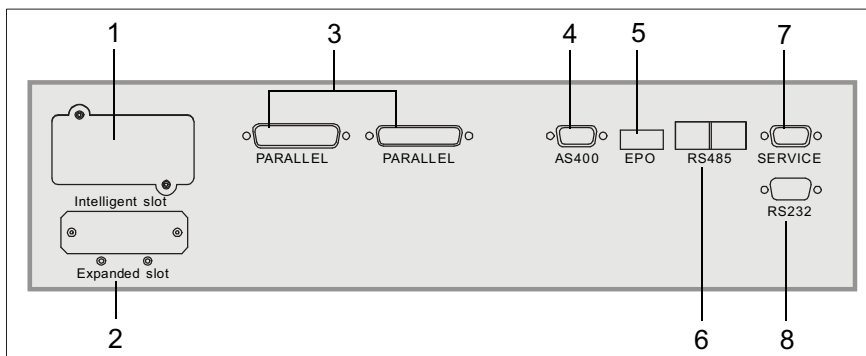 1
3
4
5
7
PARALLEL
PARALLEL
AS400
EPO
RS485
SERVICE
Intelligent slot
RS232
Expanded slot
2
6
8